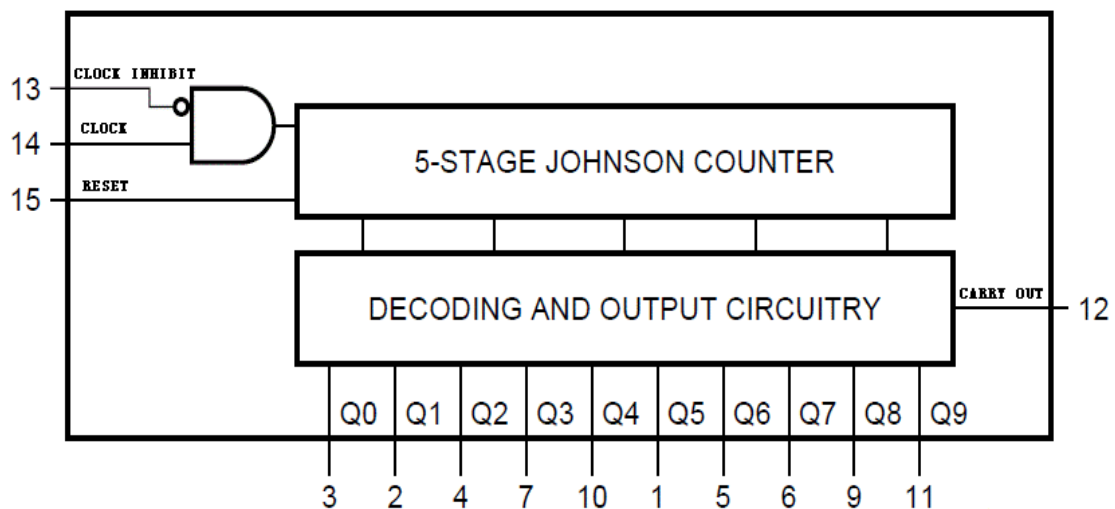 CLOCK INHIBIT
13
CLOCK
14
5-STAGE JOHNSON COUNTER
RESET
15
CARRY OUT
DECODING AND OUTPUT CIRCUITRY
12
Q0 Q1 Q2 Q3 Q4 Q5 Q6 Q7 Q8 Q9
3 2 4 7 10 1 5 6 9 11